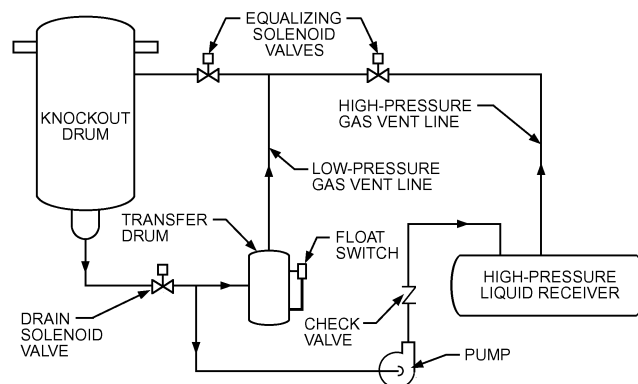 EQUALIZING
SOLENOID
VALVES
KNOCKOUT
DRUM
HIGH-PRESSURE
GAS VENT LINE
LOW-PRESSURE
GAS VENT LINE
TRANSFER
DRUM
FLOAT
SWITCH
HIGH-PRESSURE
LIQUID RECEIVER
DRAIN
SOLENOID
VALVE
CHECK
VALVE
PUMP